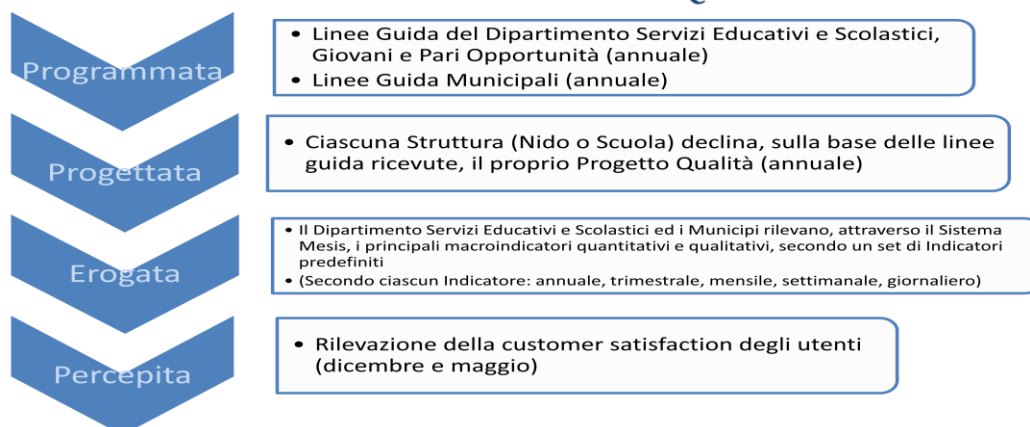 Programmata
• Linee Guida del Dipartimento Servizi Educativi e Scolastici,
Giovani e Pari Opportunità (annuale)
• Linee Guida Municipali (annuale)
Progettata
• Ciascuna Struttura (Nido o Scuola) declina, sulla base delle linee
guida ricevute, il proprio Progetto Qualità (annuale)
Erogata
• Il Dipartimento Servizi Educativi e Scolastici ed i Municipi rilevano, attraverso il Sistema
Mesis, i principali macroindicatori quantitativi e qualitativi, secondo un set di Indicatori
predefiniti
• (Secondo ciascun Indicatore: annuale, trimestrale, mensile, settimanale, giornaliero)
Percepita
• Rilevazione della customer satisfaction degli utenti
(dicembre e maggio)